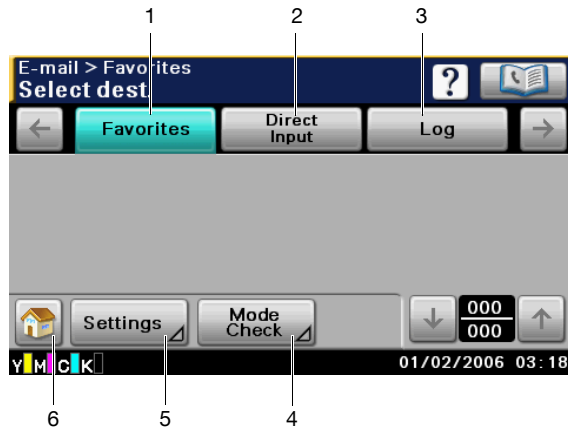 1 2 3
E-mail > Favorites
Select dest.
?
Favorites
Direct
Input
Log
Settings
Mode
Check
000
000
Y M C K
01/02/2006 03:18
6 5 4